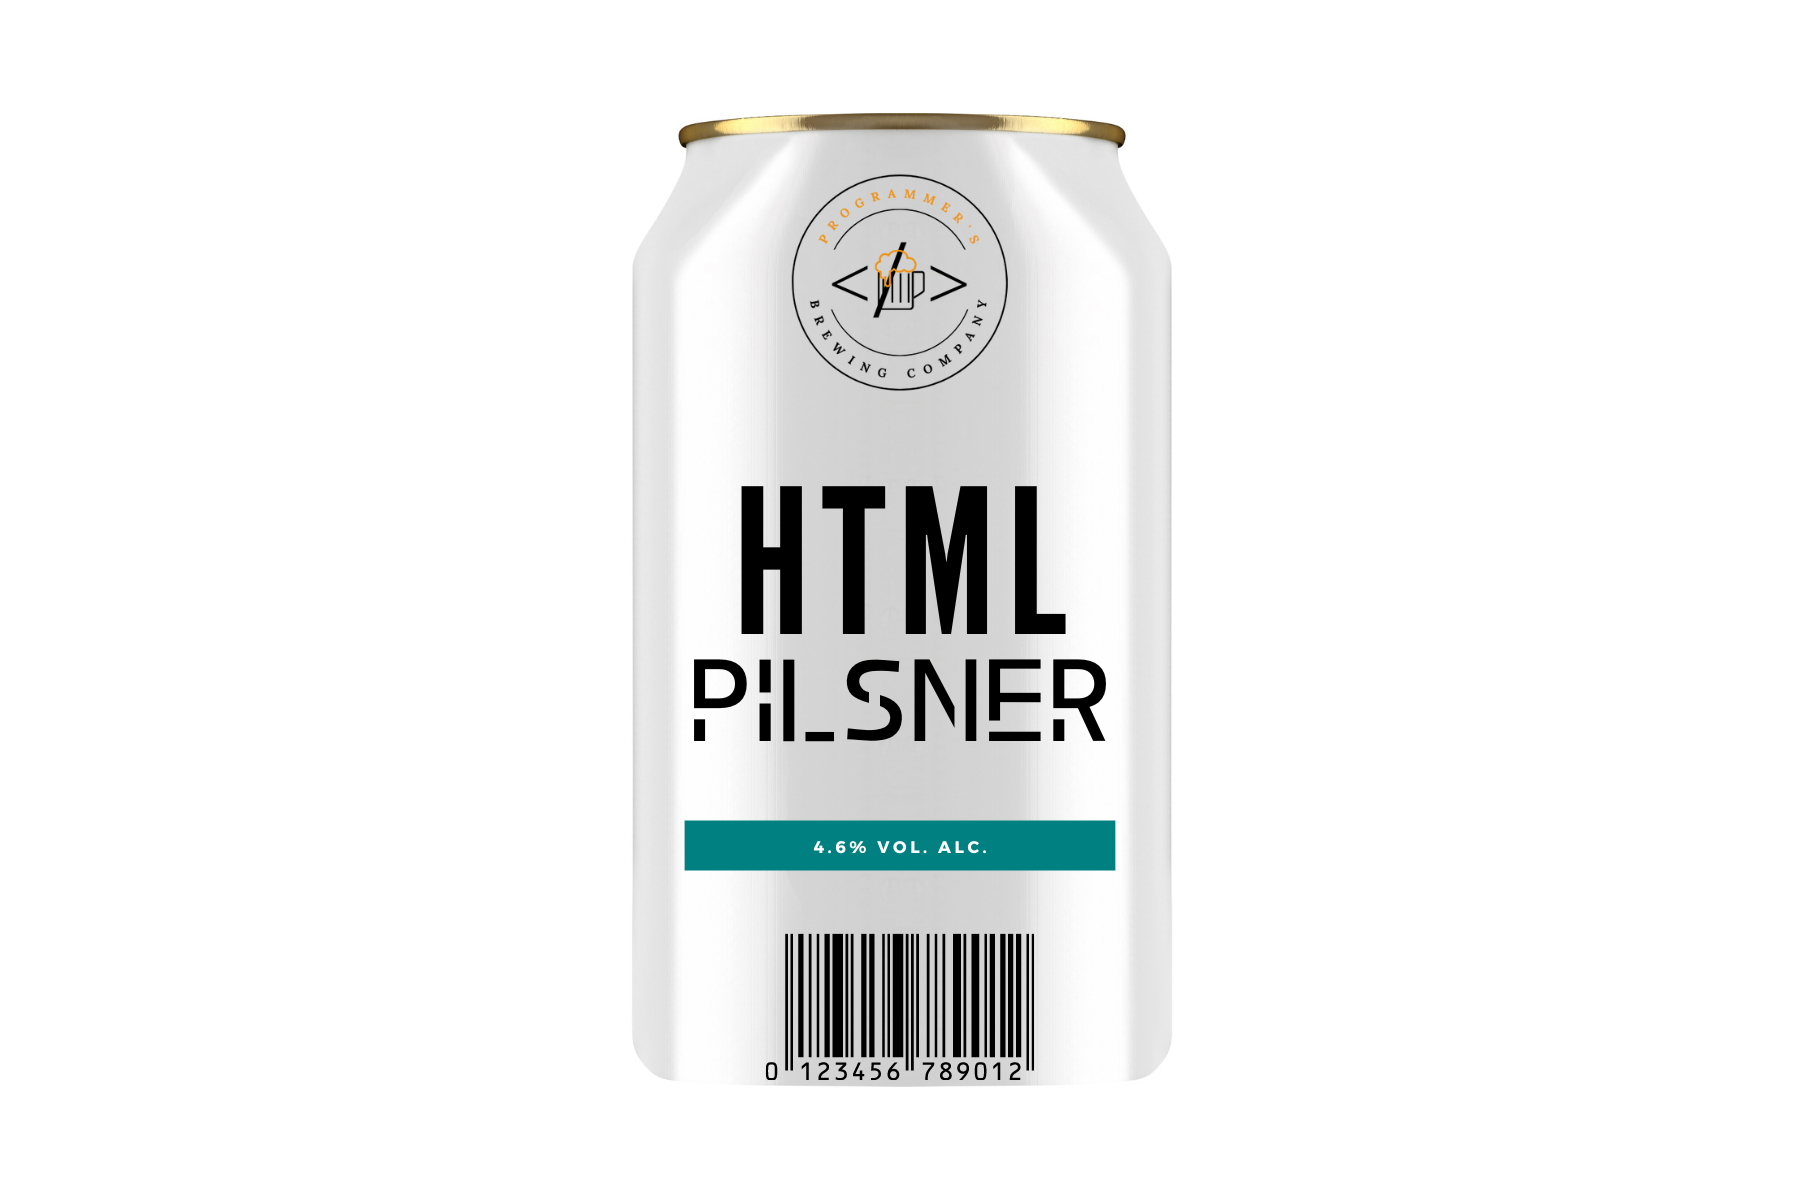 PROGRAMMER'S
BREWING COMPANY
HTML
PILSNER
4.6% VOL. ALC.
0 123456 789012